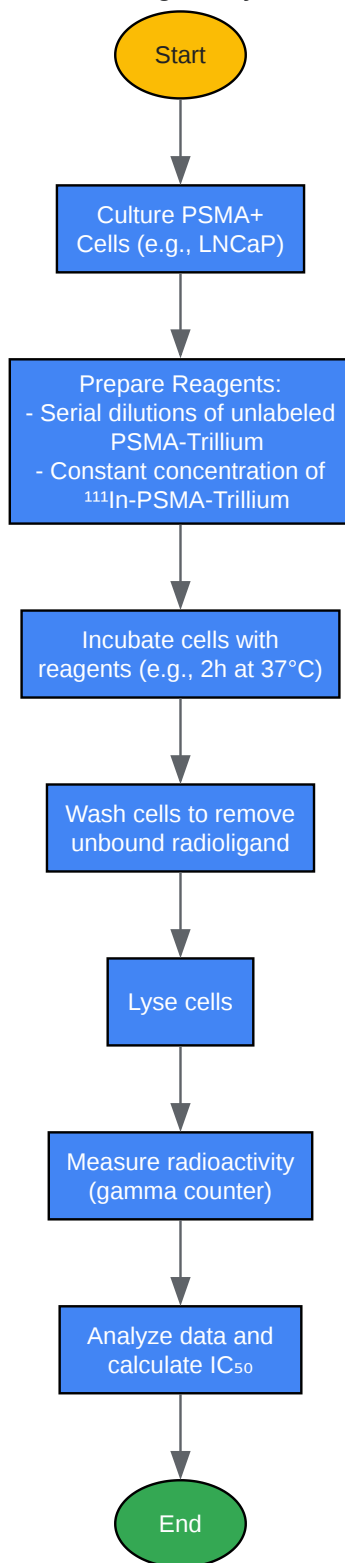 Start
Culture PSMA+
Cells (e.g., LNCaP)
Prepare Reagents:
- Serial dilutions of unlabeled
PSMA-Trillium
- Constant concentration of
¹¹¹In-PSMA-Trillium
Incubate cells with
reagents (e.g., 2h at 37°C)
Wash cells to remove
unbound radioligand
Lyse cells
Measure radioactivity
(gamma counter)
Analyze data and
calculate IC₅₀
End